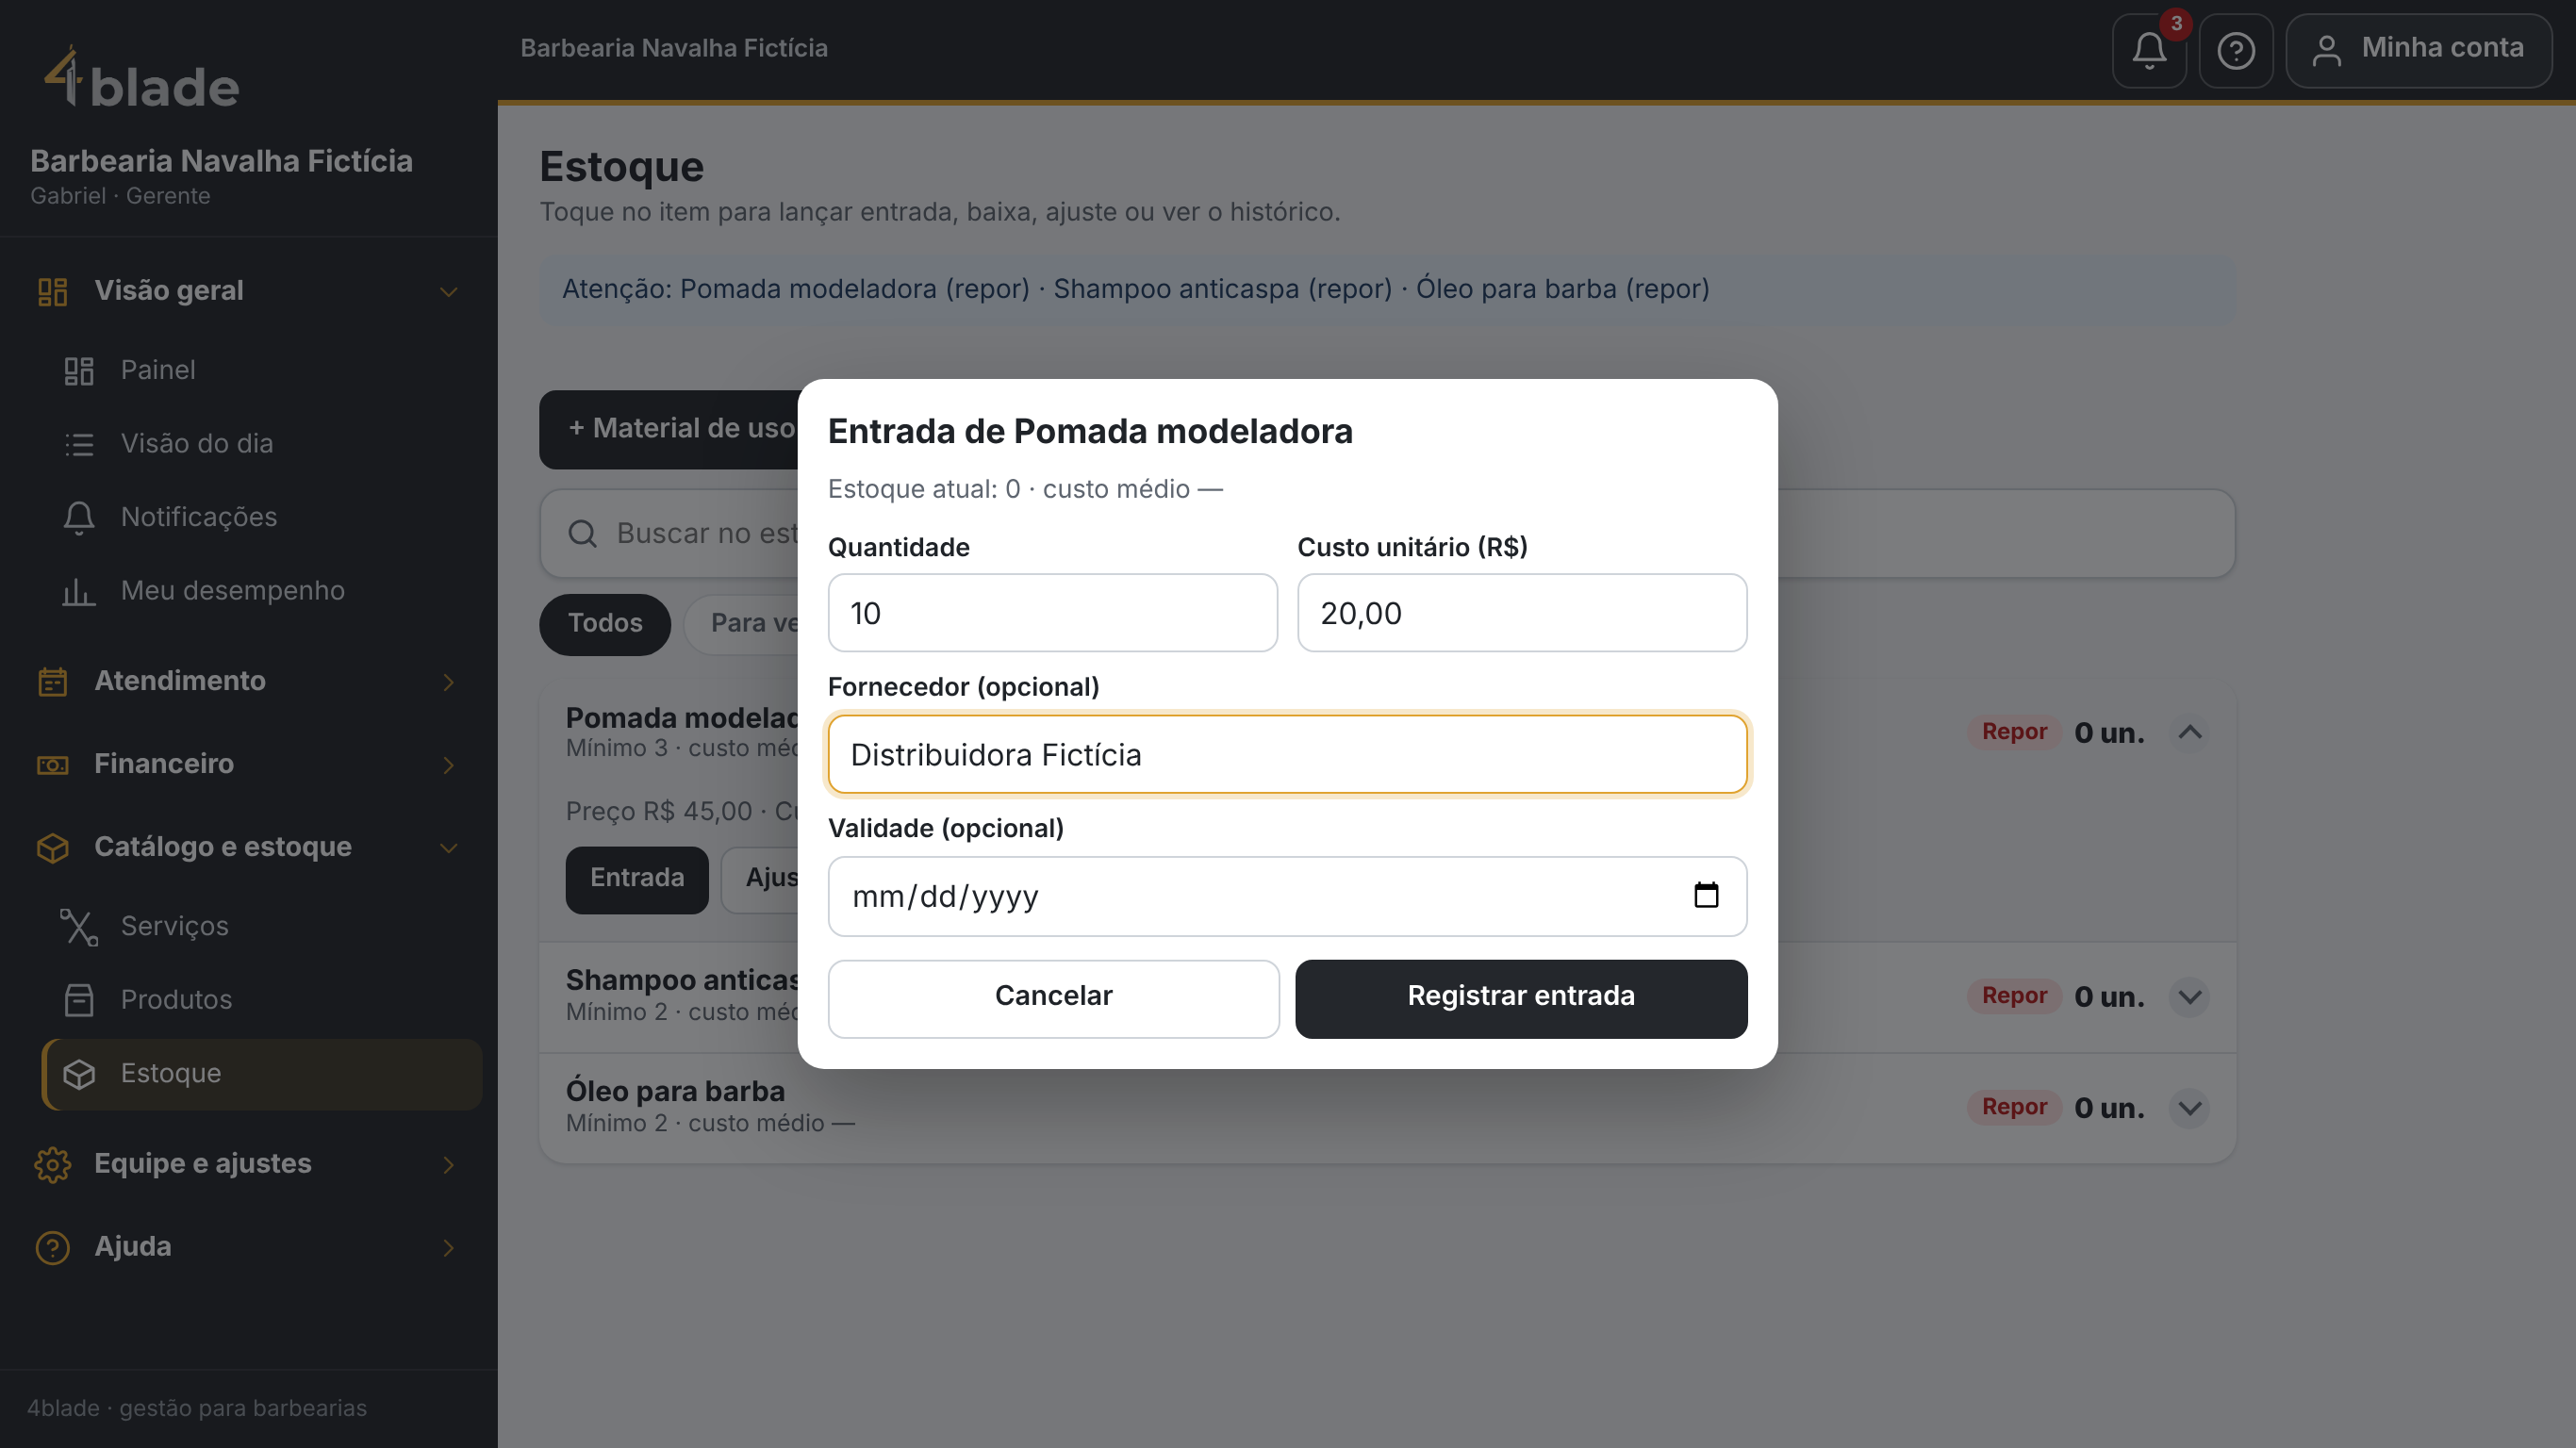 4blade
Barbearia Navalha Fictícia
Gabriel · Gerente
Visão geral
Painel
Visão do dia
Notificações
Meu desempenho
Atendimento
Financeiro
Catálogo e estoque
Serviços
Produtos
Estoque
Equipe e ajustes
Ajuda
4blade · gestão para barbearias
Barbearia Navalha Fictícia
3
Minha conta
Estoque
Toque no item para lançar entrada, baixa, ajuste ou ver o histórico.
Atenção: Pomada modeladora (repor) · Shampoo anticaspa (repor) · Óleo para barba (repor)
+ Material de uso
Buscar no est
Todos
Para ve
Pomada modelad
Mínimo 3 · custo méd
Repor 0 un.
Preço R$ 45,00 · Cu
Entrada
Ajus
Shampoo anticas
Mínimo 2 · custo méd
Repor 0 un.
Óleo para barba
Mínimo 2 · custo médio —
Repor 0 un.
Entrada de Pomada modeladora
Estoque atual: 0 · custo médio —
Quantidade
10
Custo unitário (R$)
20,00
Fornecedor (opcional)
Distribuidora Fictícia
Validade (opcional)
mm/dd/yyyy
Cancelar
Registrar entrada